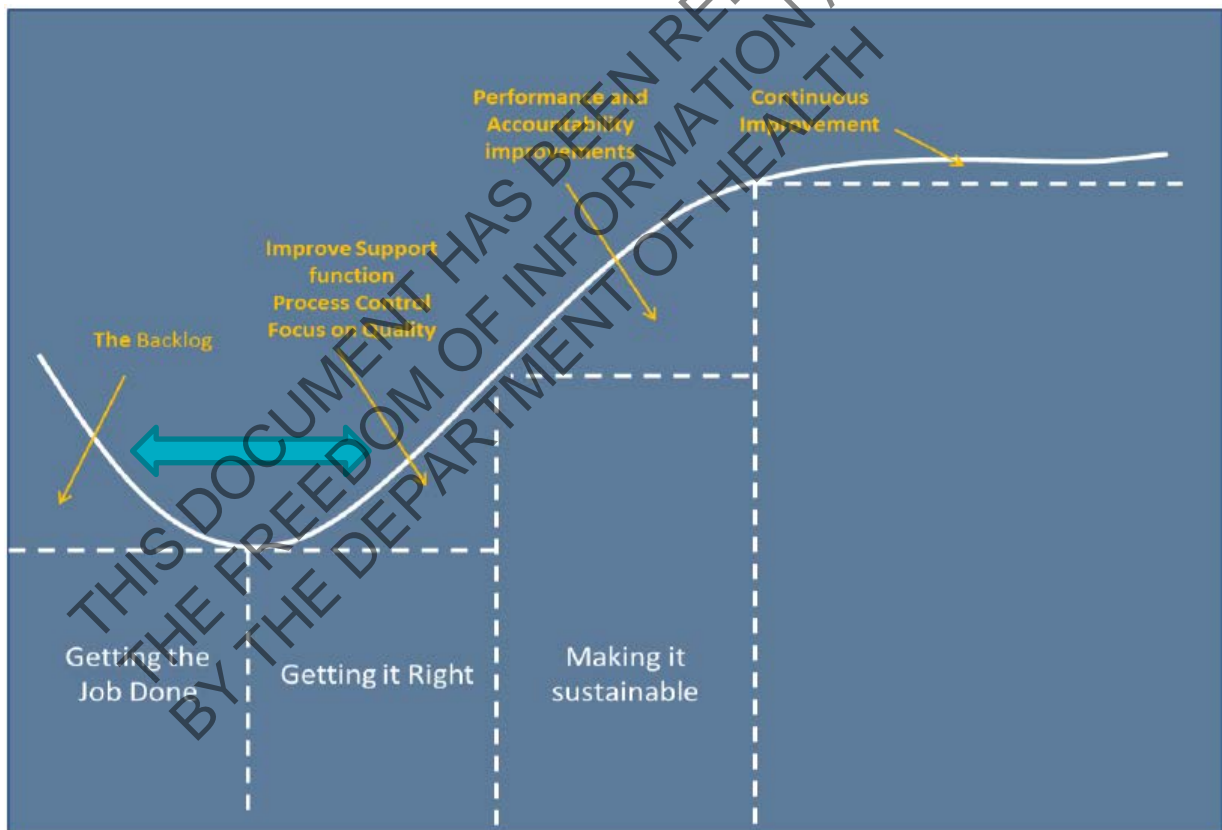 Performance and
Accountability
improvements
Continuous
Improvement
Improve Support
function
Process Control
Focus on Quality
The Backlog
Getting the
Job Done
Getting it Right
Making it
sustainable
THIS DOCUMENT HAS BEEN
THE FREEDOM OF INFORMATION
BY THE DEPARTMENT OF HEALTH